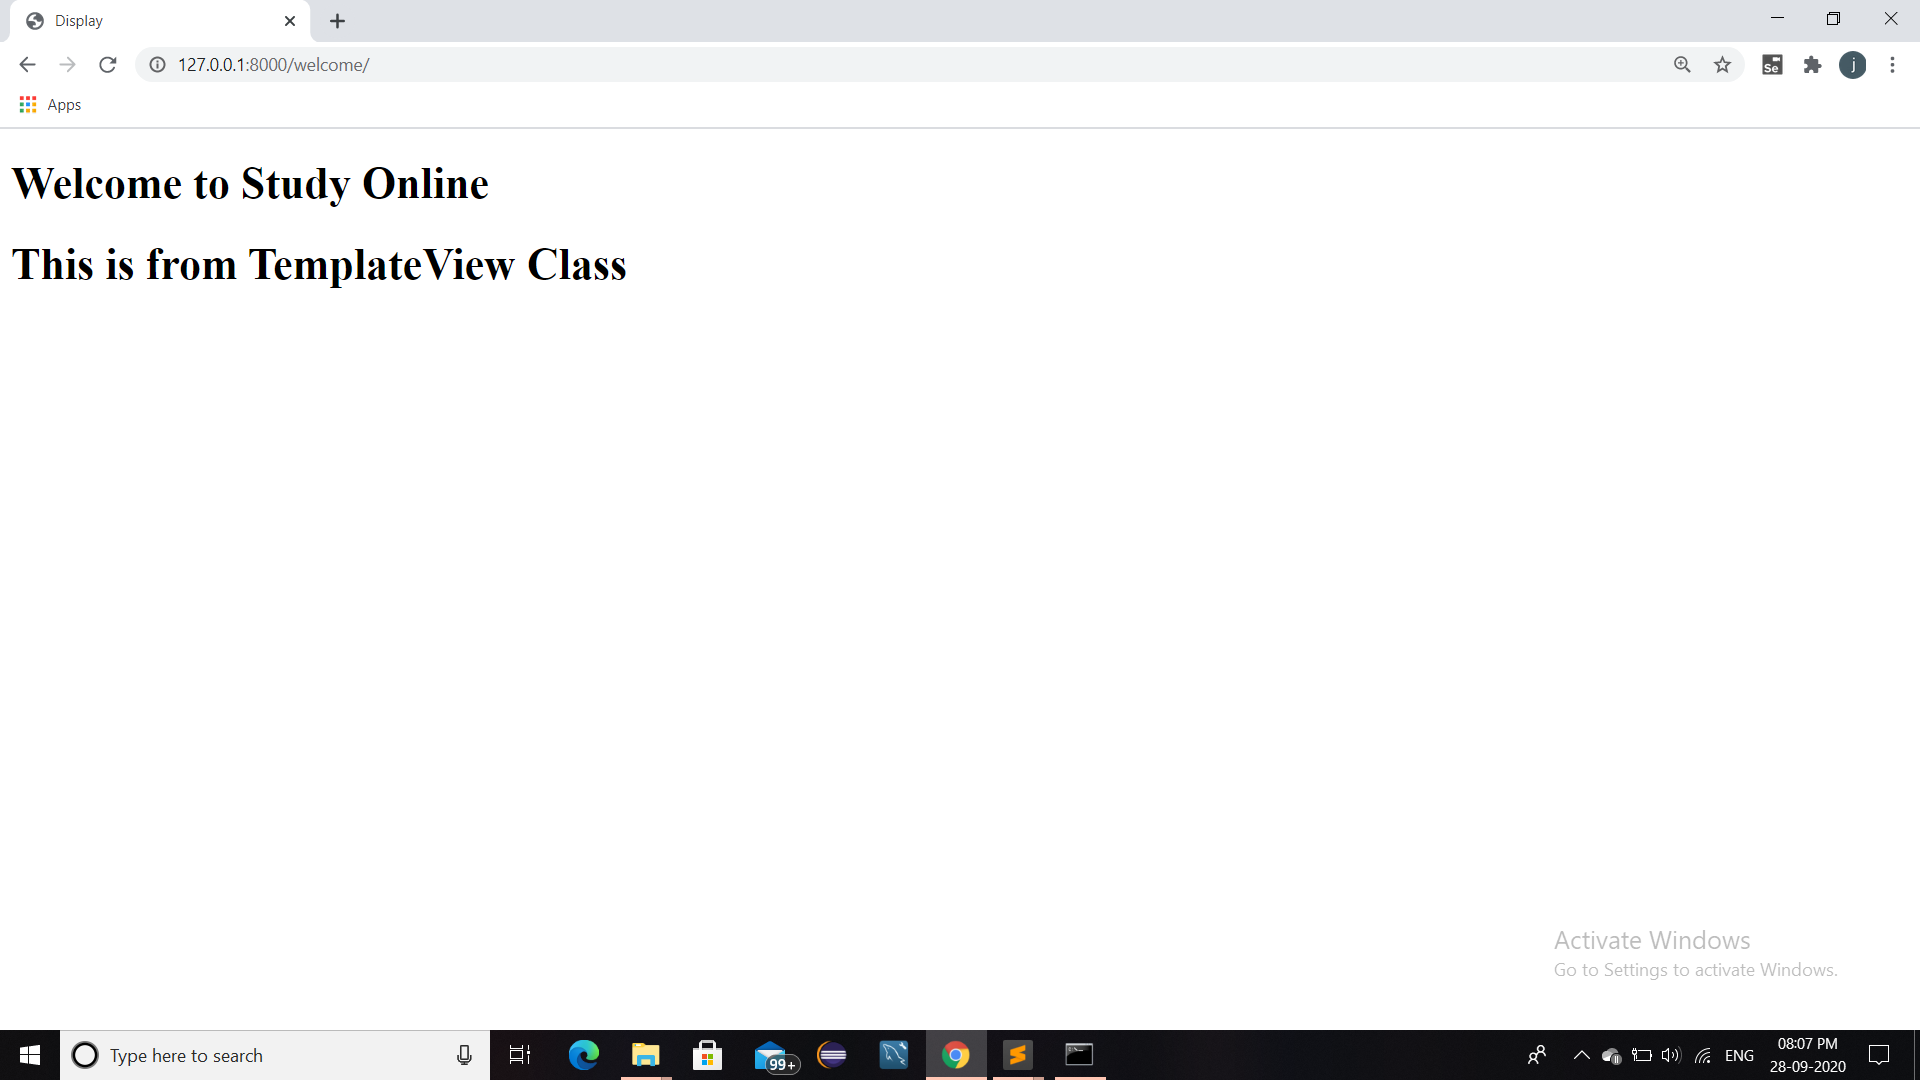 Display
127.0.0.1:8000/welcome/
Se
j
Apps
Welcome to Study Online
This is from TemplateView Class
Activate Windows
Go to Settings to activate Windows.
Type here to search
99+
ENG
08:07 PM
28-09-2020